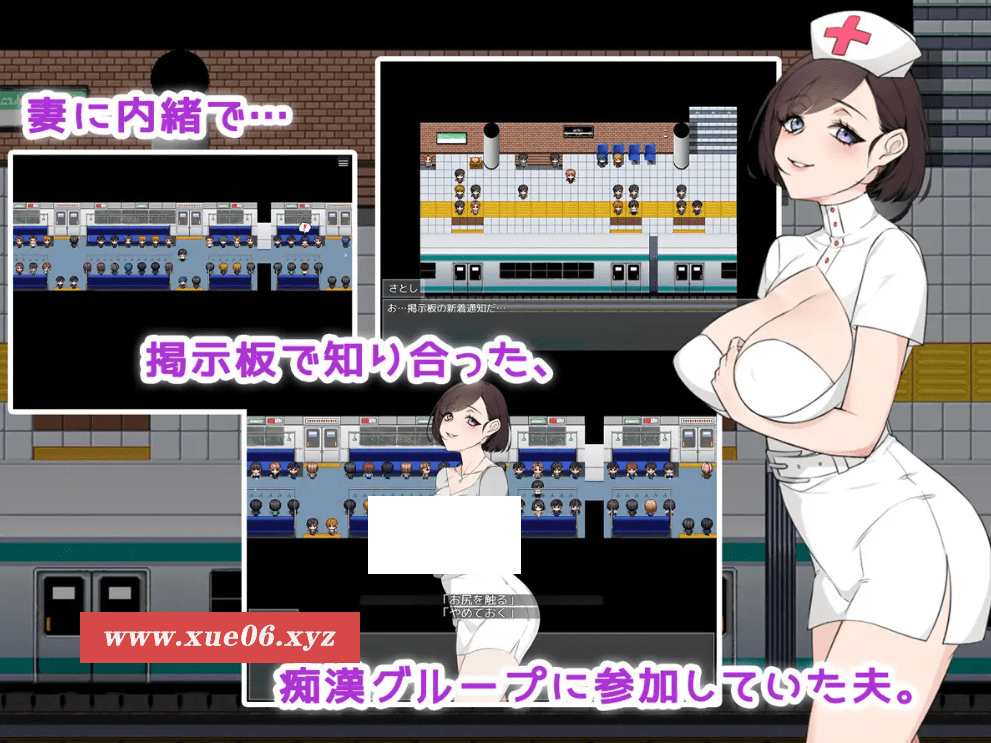 妻に内緒で…
さとし
お…掲示板の新着通知だ…
掲示板で知り合った、
「お尻を触る」
「やめておく」
www.xue06.xyz
痴漢グループに参加していた夫。